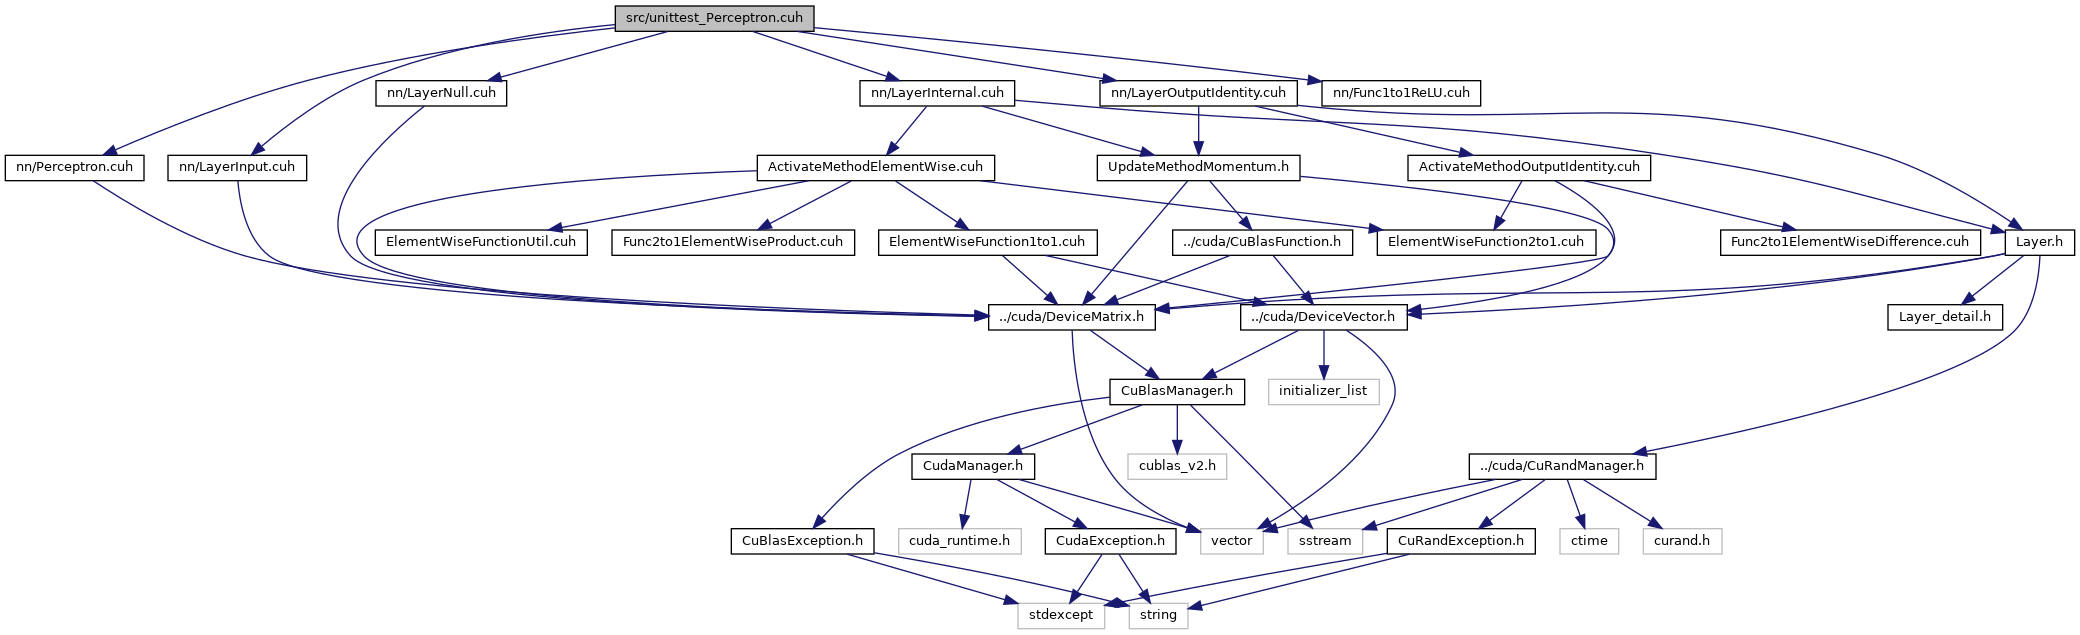 src/unittest_Perceptron.cuh
nn/LayerNull.cuh
nn/LayerInternal.cuh
nn/LayerOutputIdentity.cuh
nn/Func1to1ReLU.cuh
nn/Perceptron.cuh
nn/LayerInput.cuh
ActivateMethodElementWise.cuh
UpdateMethodMomentum.h
ActivateMethodOutputIdentity.cuh
ElementWiseFunctionUtil.cuh
Func2to1ElementWiseProduct.cuh
ElementWiseFunction1to1.cuh
../cuda/CuBlasFunction.h
ElementWiseFunction2to1.cuh
Func2to1ElementWiseDifference.cuh
Layer.h
../cuda/DeviceMatrix.h
../cuda/DeviceVector.h
Layer_detail.h
CuBlasManager.h
initializer_list
CudaManager.h
cublas_v2.h
../cuda/CuRandManager.h
CuBlasException.h
cuda_runtime.h
CudaException.h
vector
sstream
CuRandException.h
ctime
curand.h
stdexcept
string